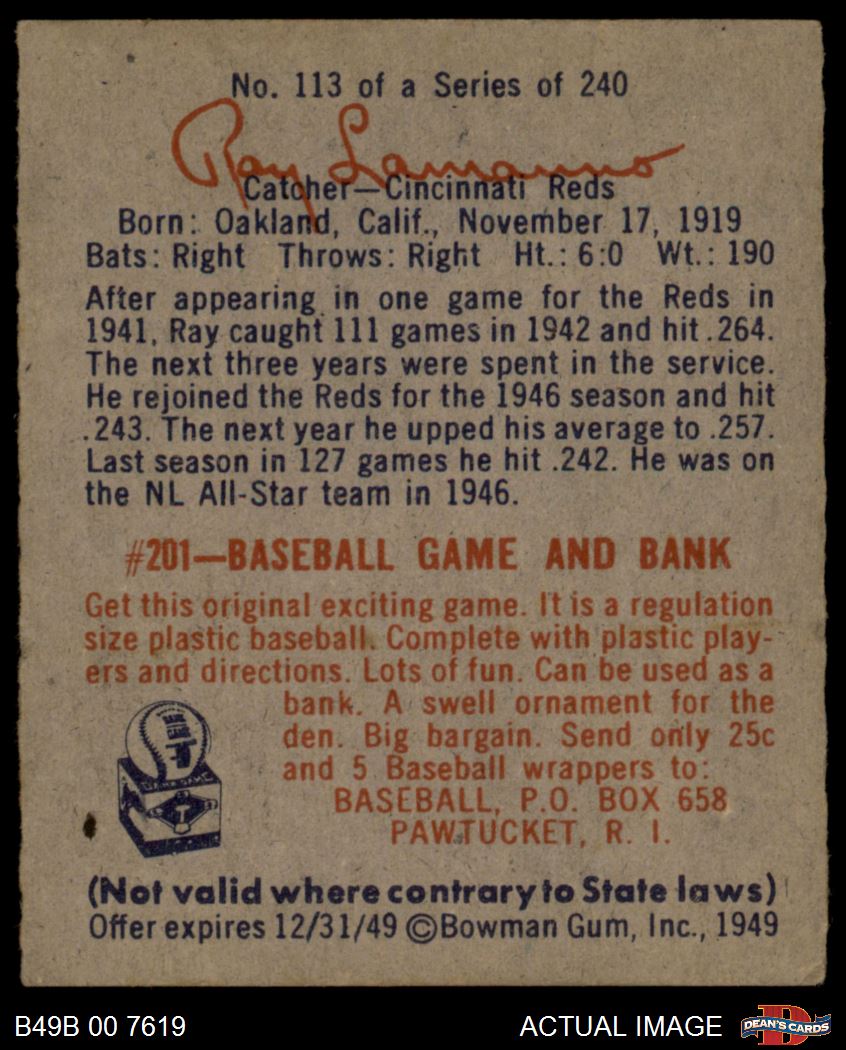 No. 113 of a Series of 240
Ray Lamanno
Catcher—Cincinnati Reds
Born: Oakland, Calif., November 17, 1919
Bats: Right Throws: Right Ht.: 6:0 Wt.: 190
After appearing in one game for the Reds in
1941, Ray caught 111 games in 1942 and hit .264.
The next three years were spent in the service.
He rejoined the Reds for the 1946 season and hit
.243. The next year he upped his average to .257.
Last season in 127 games he hit .242. He was on
the NL All-Star team in 1946.
#201—BASEBALL GAME AND BANK
Get this original exciting game. It is a regulation
size plastic baseball. Complete with plastic play-
ers and directions. Lots of fun. Can be used as a
bank. A swell ornament for the
den. Big bargain. Send only 25c
and 5 Baseball wrappers to:
BASEBALL, P.O. BOX 658
PAWTUCKET, R. I.
(Not valid where contrary to State laws)
Offer expires 12/31/49 ©Bowman Gum, Inc., 1949
B49B 00 7619
ACTUAL IMAGE
DEAN'S CARDS